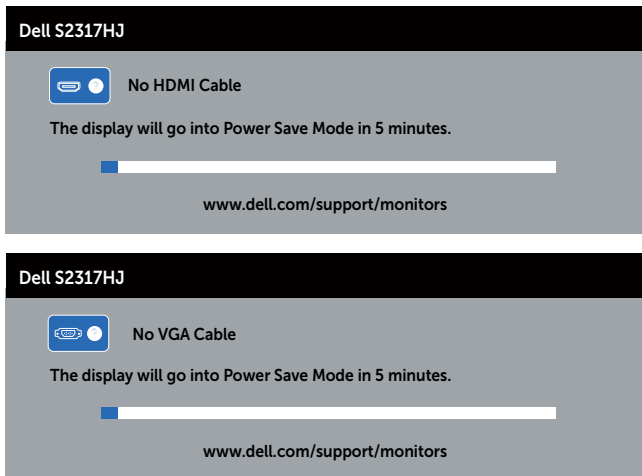 Dell S2317HJ
No HDMI Cable
The display will go into Power Save Mode in 5 minutes.
www.dell.com/support/monitors
Dell S2317HJ
No VGA Cable
The display will go into Power Save Mode in 5 minutes.
www.dell.com/support/monitors